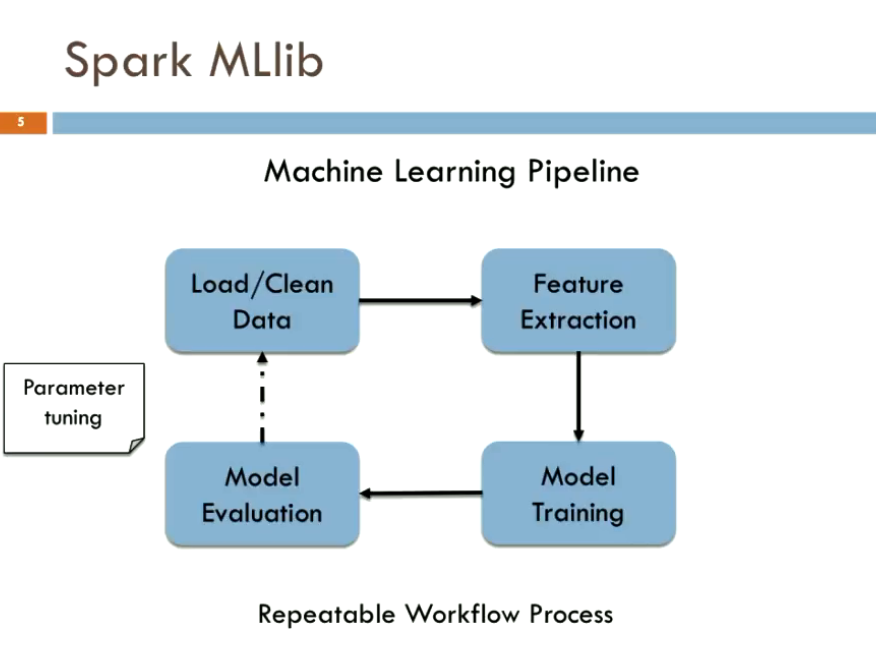 Spark MLlib
5
Machine Learning Pipeline
Load/Clean
Data
Feature
Extraction
Parameter
tuning
Model
Evaluation
Model
Training
Repeatable Workflow Process